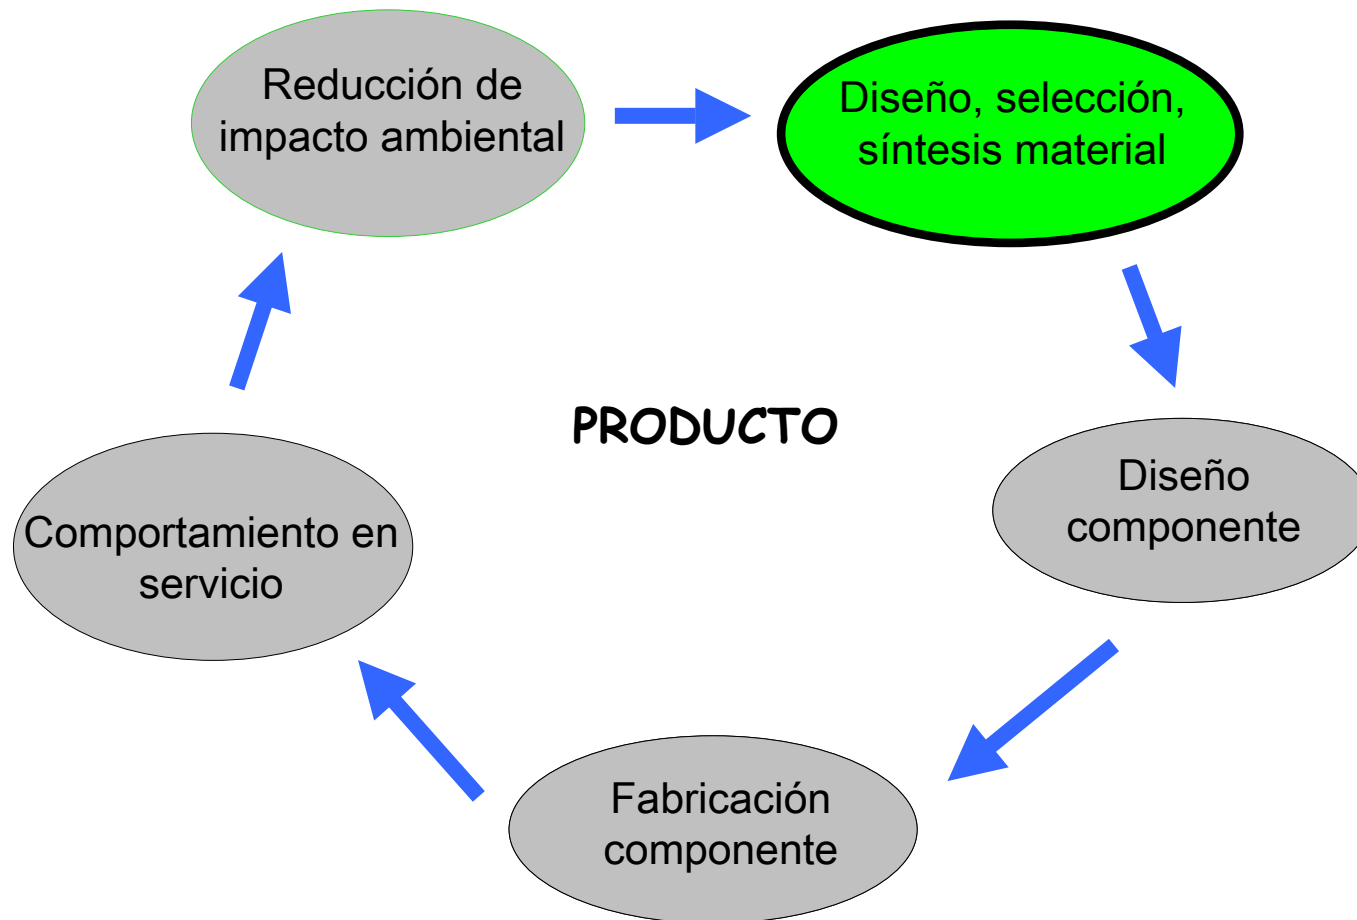 Reducción de
impacto ambiental
Diseño, selección,
síntesis material
PRODUCTO
Diseño
componente
Comportamiento en
servicio
Fabricación
componente